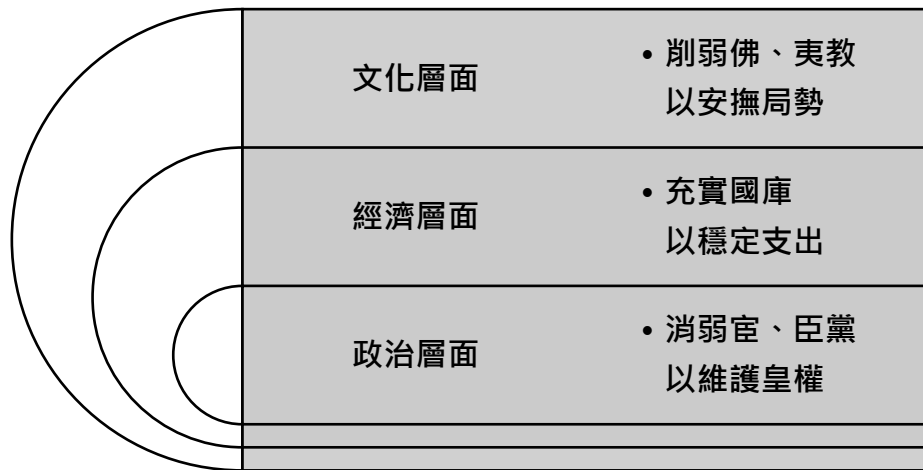 文化層面
• 削弱佛、夷教
以安撫局勢
經濟層面
• 充實國庫
以穩定支出
政治層面
• 消弱宦、臣黨
以維護皇權